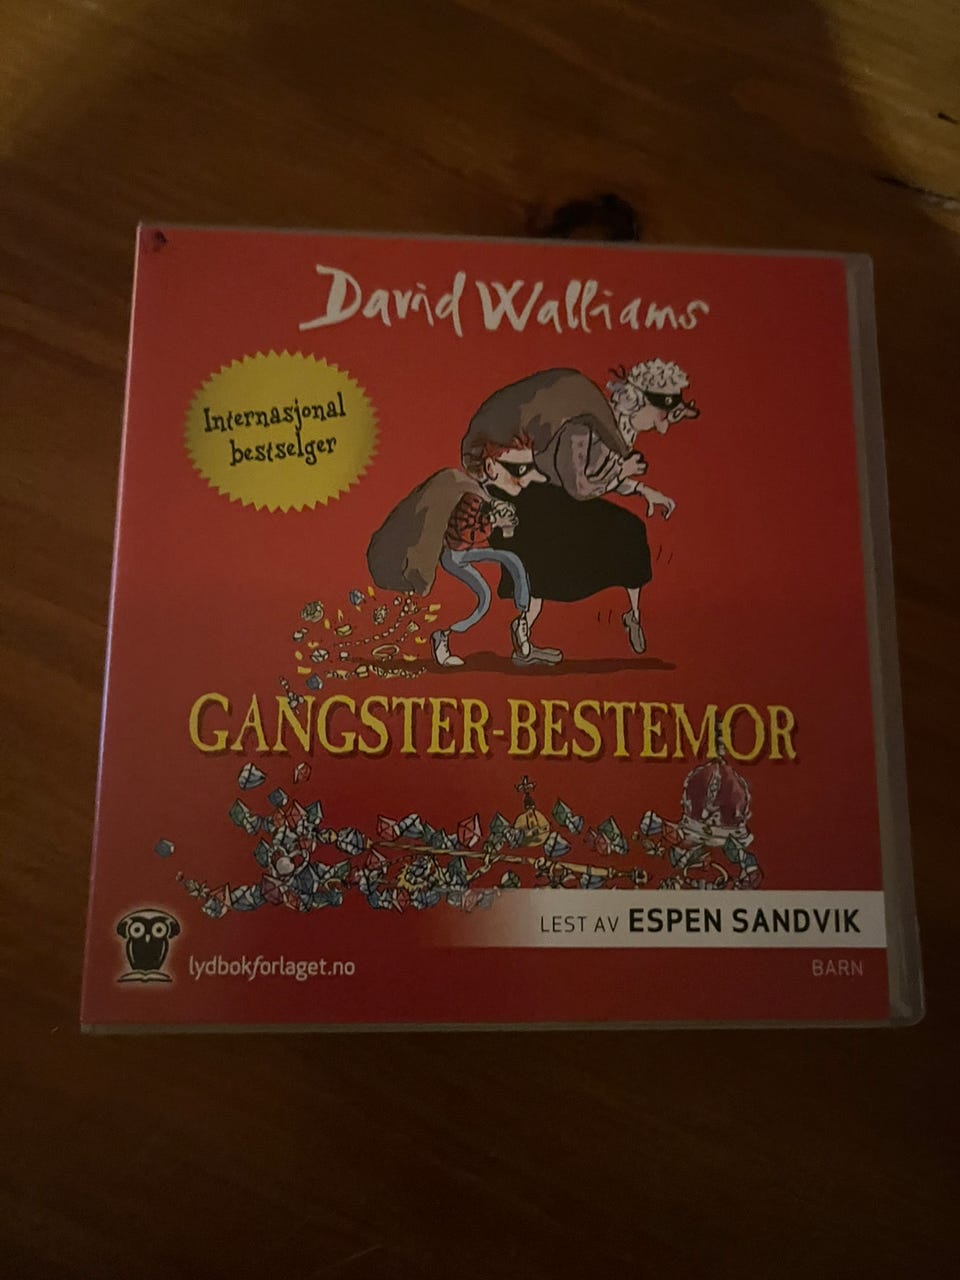 David Walliams
Internasjonal
bestselger
GANGSTER-BESTEMOR
LEST AV ESPEN SANDVIK
lydbokforlaget.no
BARN